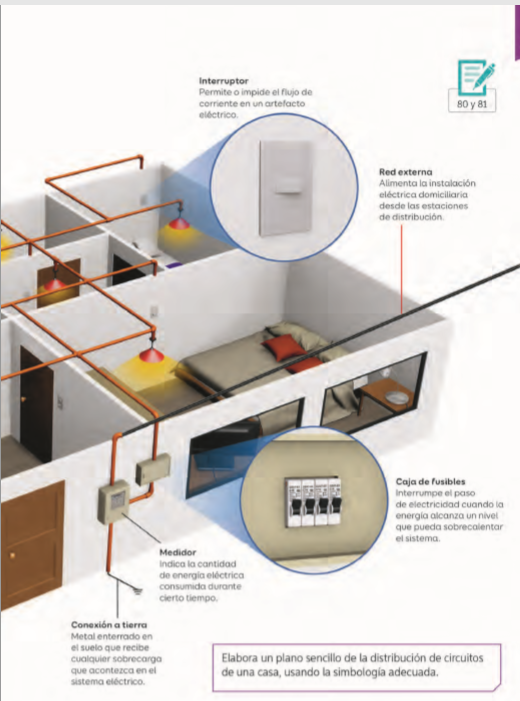 Interruptor
Permite o impide el flujo de
corriente en un artefacto
eléctrico.
80 y 81
Red externa
Alimenta la instalación
eléctrica domiciliaria
desde las estaciones
de distribución.
Caja de fusibles
Interrumpe el paso
de electricidad cuando la
energía alcanza un nivel
que pueda sobrecalentar
el sistema.
Medidor
Indica la cantidad
de energía eléctrica
consumida durante
cierto tiempo.
Conexión a tierra
Metal enterrado en
el suelo que recibe
cualquier sobrecarga
que acontezca en el
sistema eléctrico.
Elabora un plano sencillo de la distribución de circuitos
de una casa, usando la simbología adecuada.